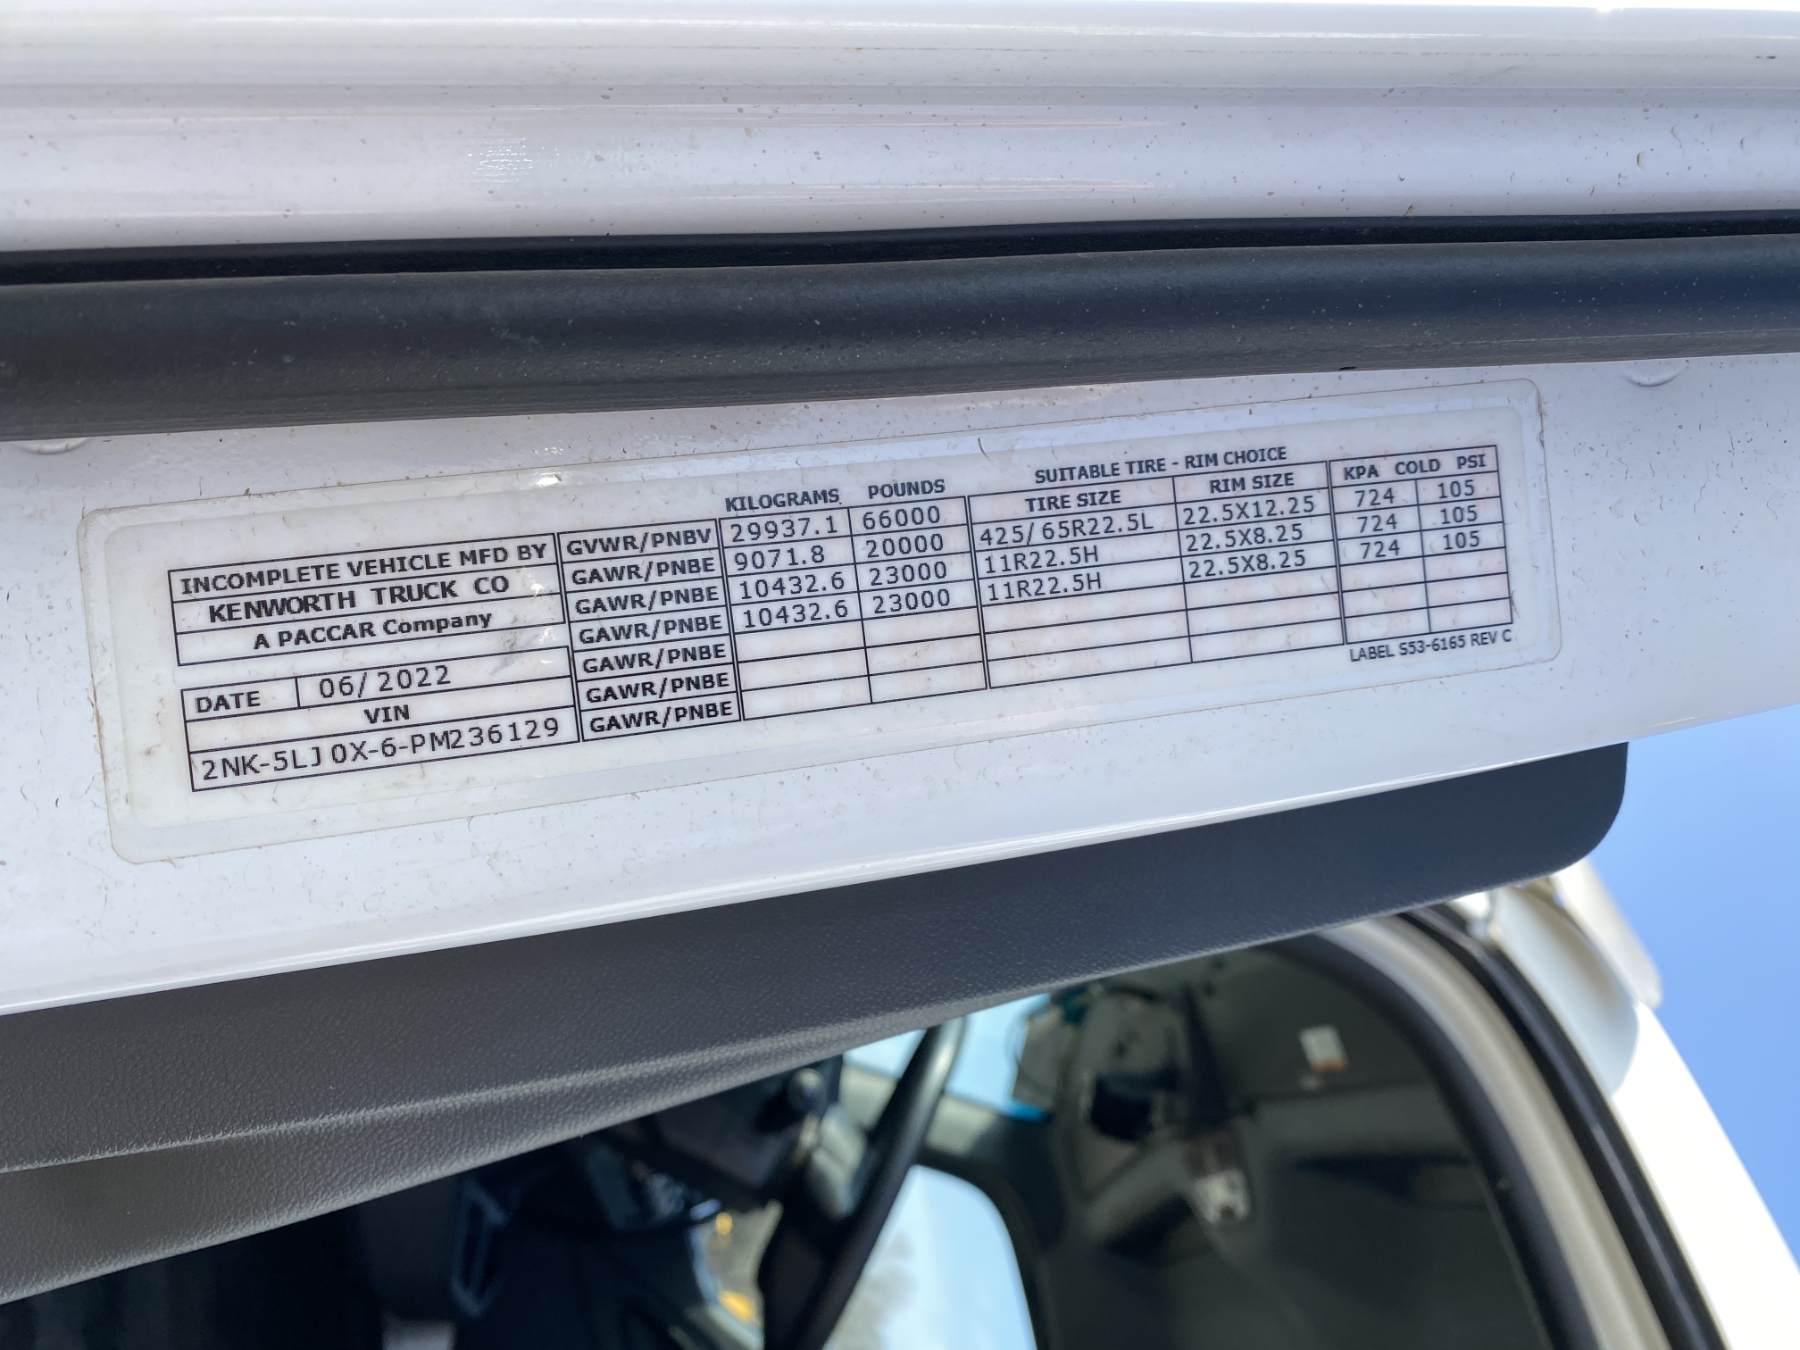 KILOGRAMS POUNDS SUITABLE TIRE - RIM CHOICE
TIRE SIZE RIM SIZE KPA COLD PSI
INCOMPLETE VEHICLE MFD BY
KENWORTH TRUCK CO
A PACCAR Company
DATE 06/2022
VIN
2NK-5LJ0X-6-PM236129
GVWR/PNBV 29937.1 66000
GAWR/PNBE 9071.8 20000 425/65R22.5L 22.5X12.25 724 105
GAWR/PNBE 10432.6 23000 11R22.5H 22.5X8.25 724 105
GAWR/PNBE 10432.6 23000 11R22.5H 22.5X8.25 724 105
GAWR/PNBE
GAWR/PNBE
GAWR/PNBE
LABEL S53-6165 REV C